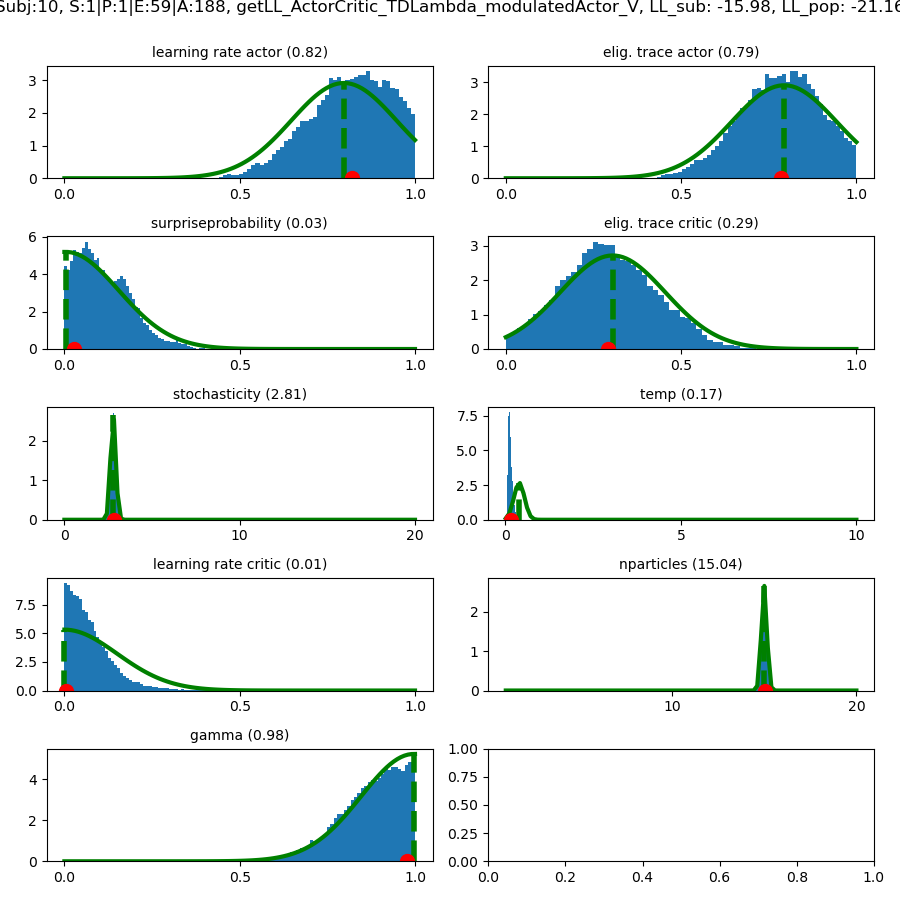 Subj:10, S:1|P:1|E:59|A:188, getLL_ActorCritic_TDLambda_modulatedActor_V, LL_sub: -15.98, LL_pop: -21.16
learning rate actor (0.82)
elig. trace actor (0.79)
3
2
1
0
0.0 0.5 1.0
3
2
1
0
0.0 0.5 1.0
surpriseprobability (0.03)
elig. trace critic (0.29)
6
4
2
0
0.0 0.5 1.0
3
2
1
0
0.0 0.5 1.0
stochasticity (2.81)
temp (0.17)
2
1
0
0 10 20
7.5
5.0
2.5
0.0
0 5 10
learning rate critic (0.01)
nparticles (15.04)
7.5
5.0
2.5
0.0
0.0 0.5 1.0
2
1
0
10 20
gamma (0.98)
4
2
0
0.0 0.5 1.0
1.00
0.75
0.50
0.25
0.00
0.0 0.2 0.4 0.6 0.8 1.0